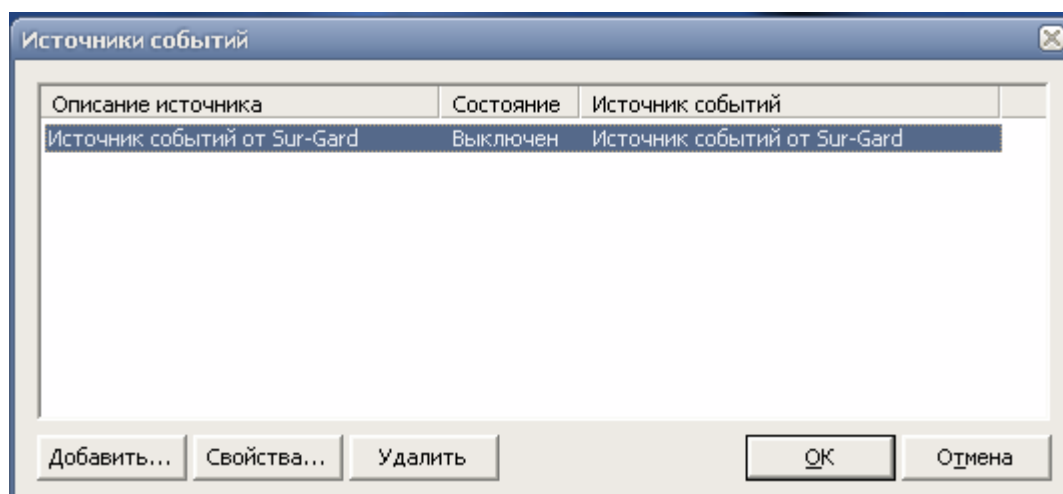 Источники событий
Описание источника Состояние Источник событий
Источник событий от Sur-Gard Выключен Источник событий от Sur-Gard
Добавить... Свойства... Удалить OK Отмена